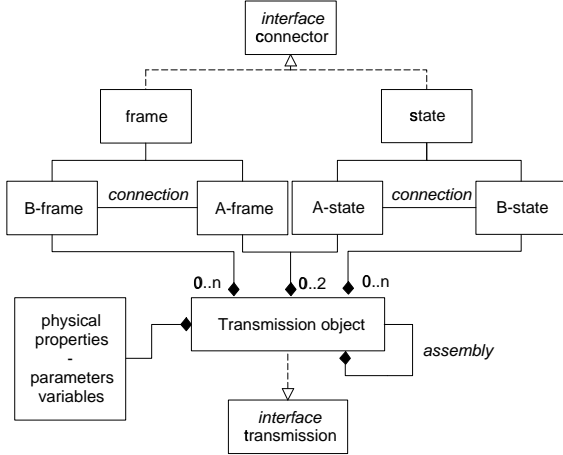 interface
connector
frame
state
B-frame
connection
A-frame
A-state
connection
B-state
0..n
0..2
0..n
physical
properties
-
parameters
variables
Transmission object
assembly
interface
transmission